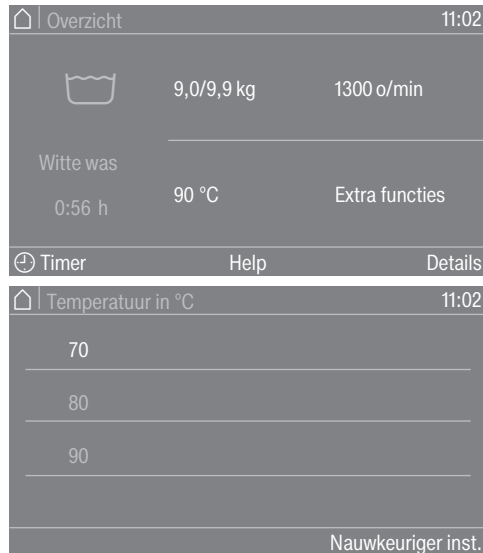 Overzicht 11:02
9,0/9,9 kg 1300 o/min
Witte was
0:56 h
90 °C Extra functies
Timer Help Details
Temperatuur in °C 11:02
70
80
90
Nauwkeuriger inst.